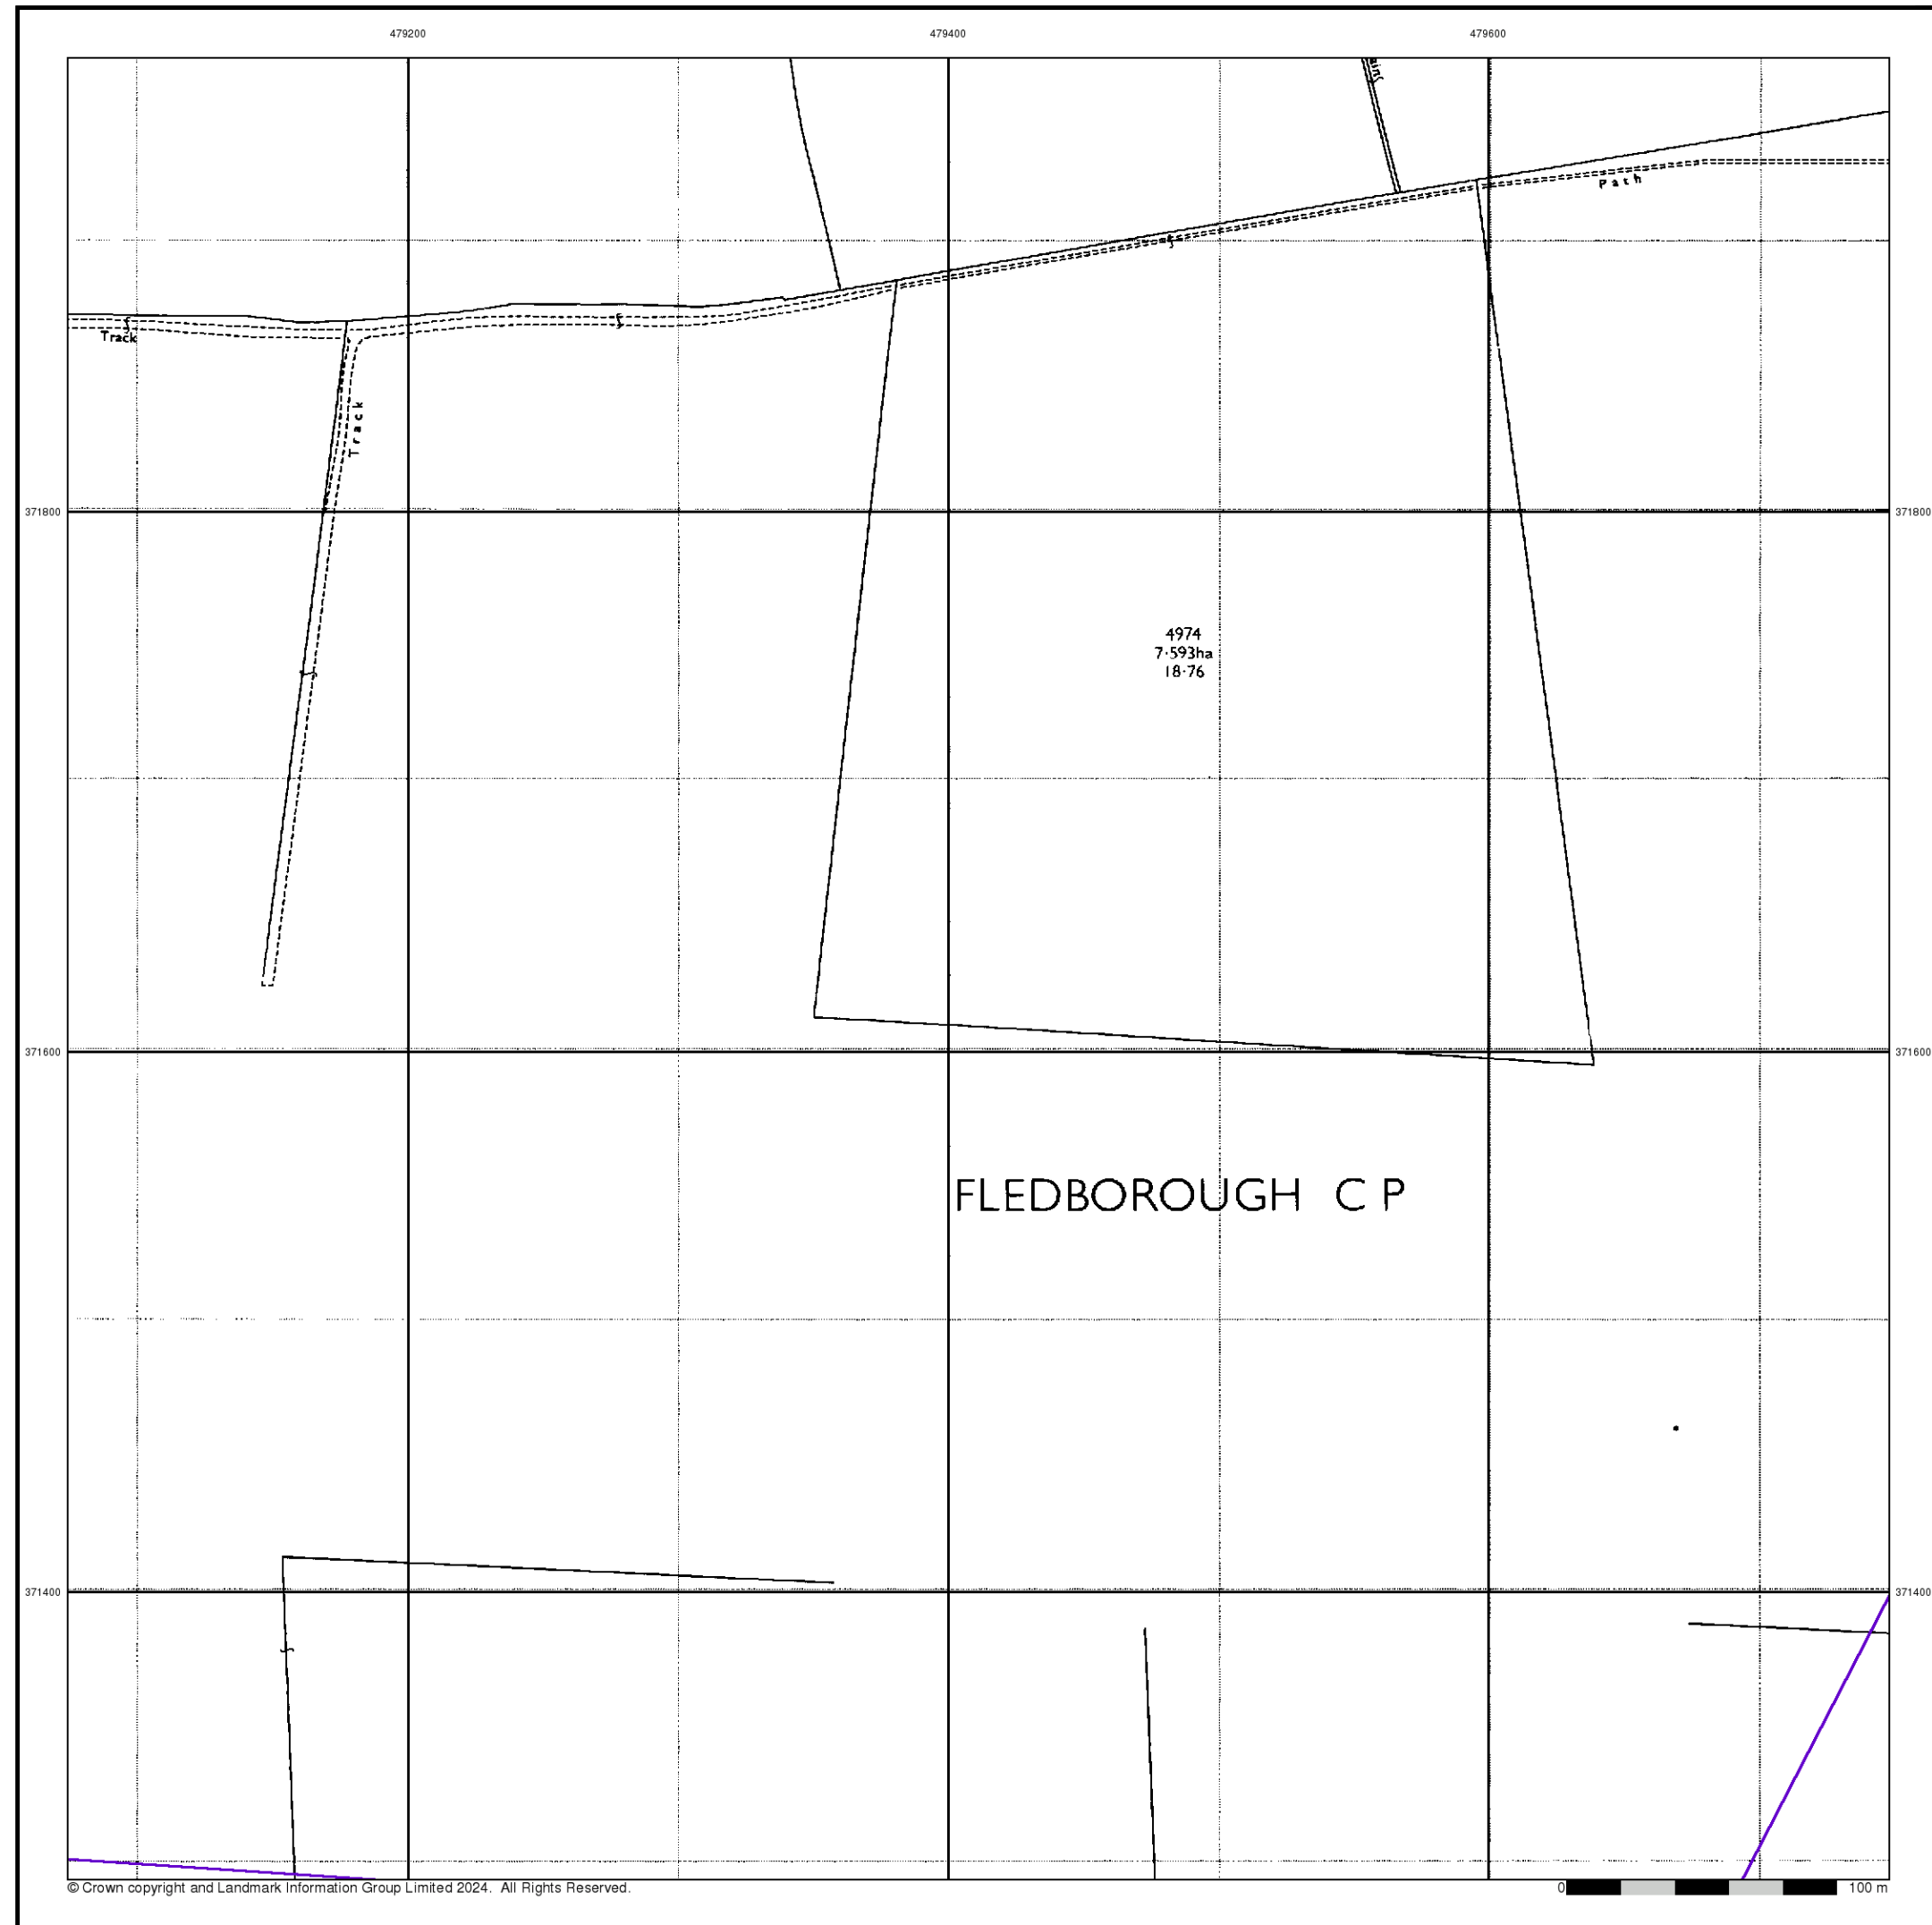 479200 479400 479600
Path
Track
Track
371800 371800
4974
7·593ha
18·76
371600 371600
FLEDBOROUGH C P
371400 371400
© Crown copyright and Landmark Information Group Limited 2024. All Rights Reserved.
0 100 m